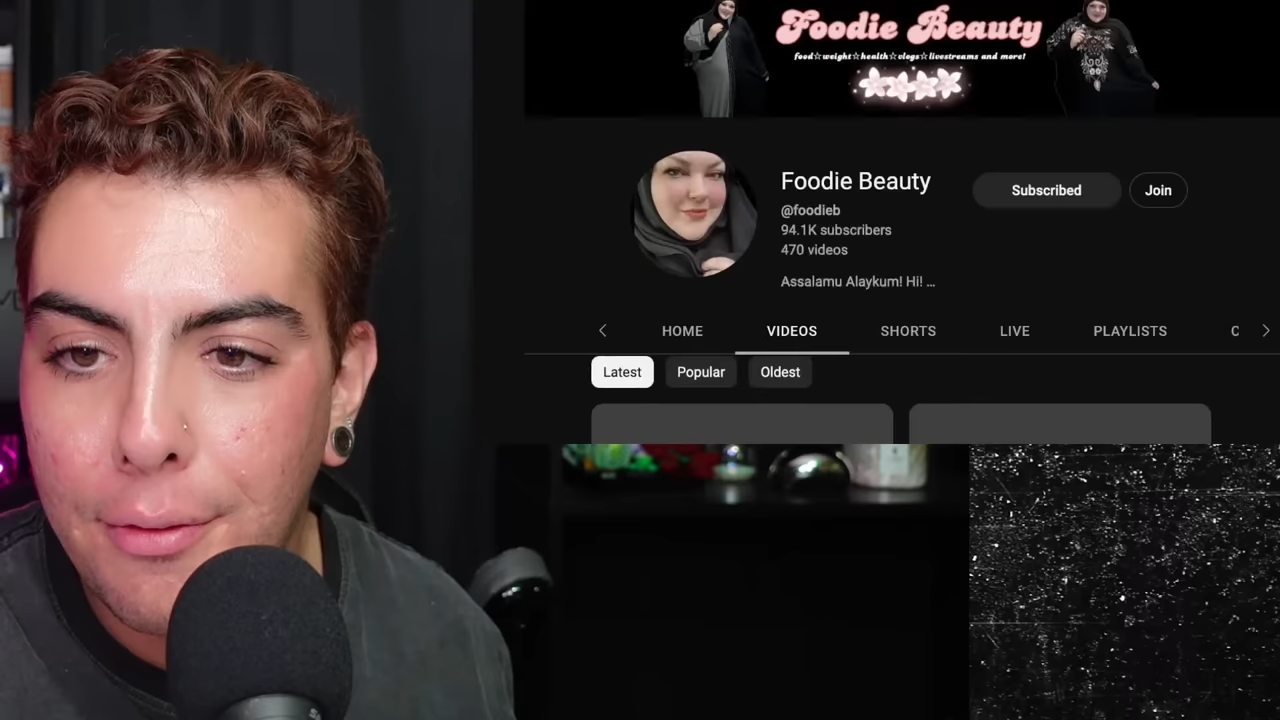 Foodie Beauty
food☆weight☆health☆vlogs☆livestreams and more!
Foodie Beauty
@foodieb
94.1K subscribers
470 videos
Assalamu Alaykum! Hi! ...
Subscribed
Join
HOME
VIDEOS
SHORTS
LIVE
PLAYLISTS
C
Latest
Popular
Oldest